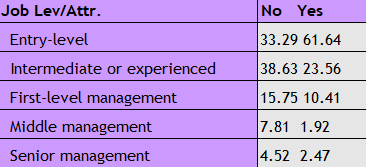 Job Lev/Attr. No Yes
Entry-level 33.29 61.64
Intermediate or experienced 38.63 23.56
First-level management 15.75 10.41
Middle management 7.81 1.92
Senior management 4.52 2.47